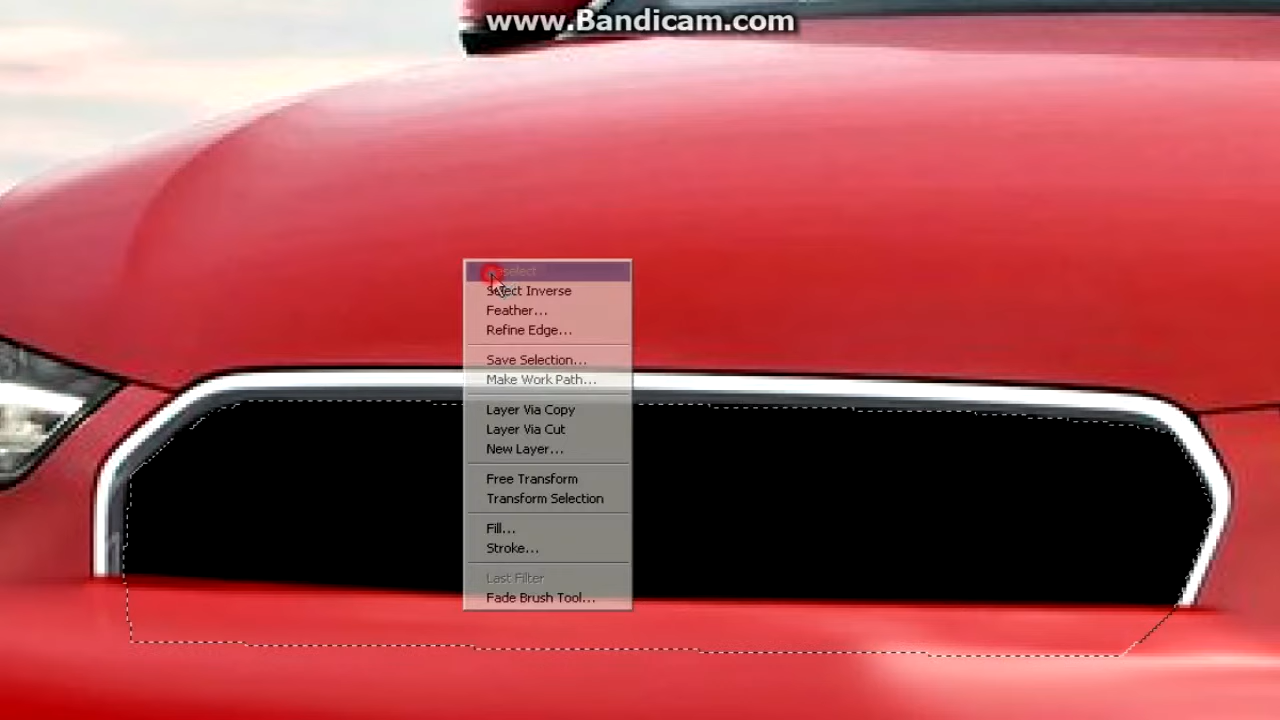 www.Bandicam.com
Select Inverse
Feather...
Refine Edge...
Save Selection...
Make Work Path...
Layer Via Copy
Layer Via Cut
New Layer...
Free Transform
Transform Selection
Fill...
Stroke...
Last Filter
Fade Brush Tool...